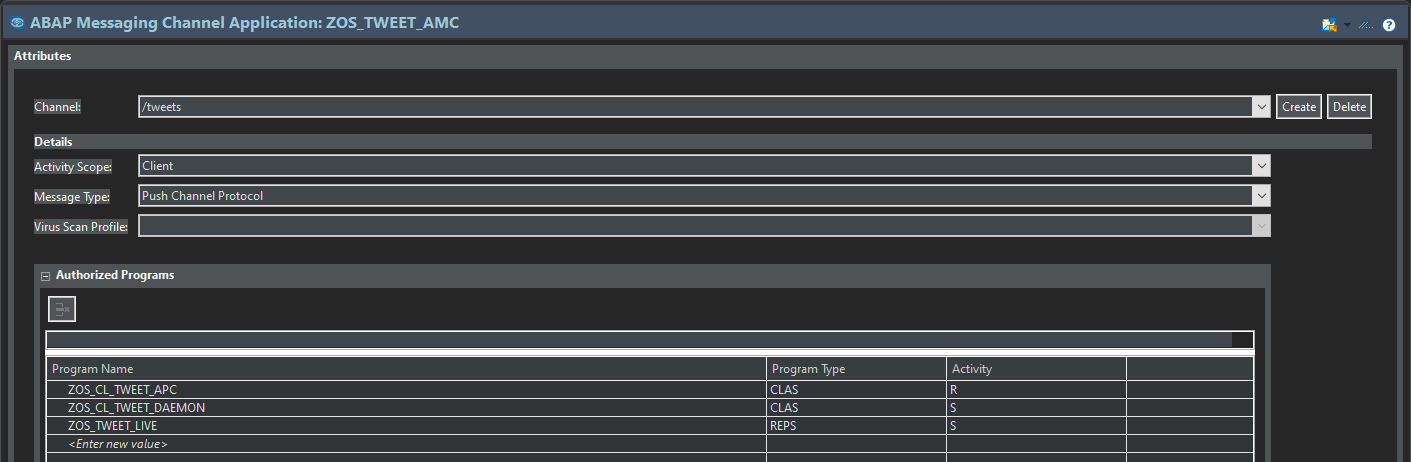 ABAP Messaging Channel Application: ZOS_TWEET_AMC
Attributes
Channel: /tweets Create Delete
Details
Activity Scope: Client
Message Type: Push Channel Protocol
Virus Scan Profile:
Authorized Programs
Program Name Program Type Activity
ZOS_CL_TWEET_APC CLAS R
ZOS_CL_TWEET_DAEMON CLAS S
ZOS_TWEET_LIVE REPS S
<Enter new value>